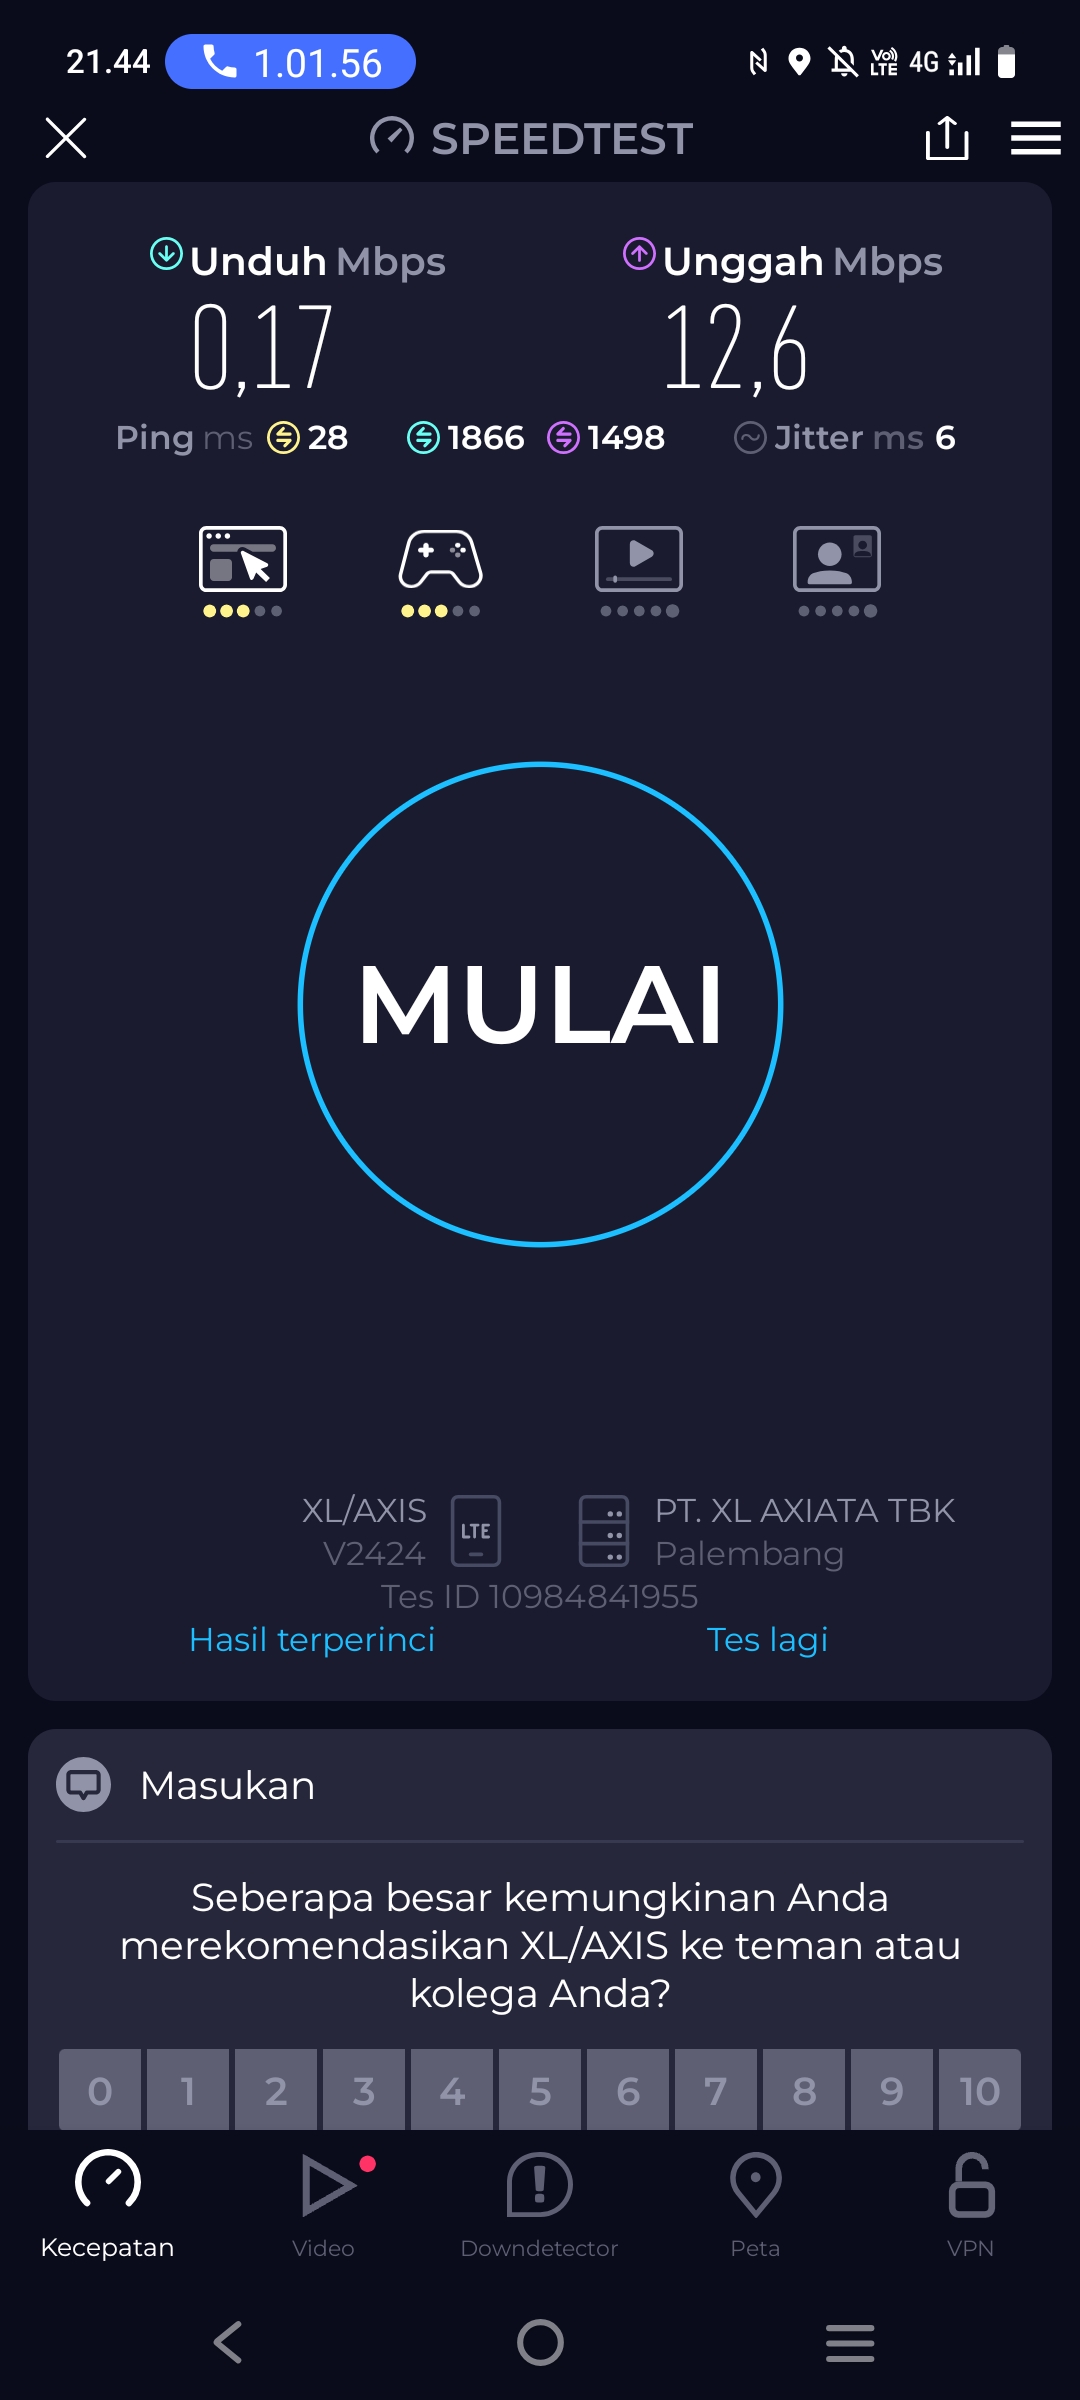 21.44 1.01.56 4G
SPEEDTEST
Unduh Mbps Unggah Mbps
0,17 12,6
Ping ms 28 1866 1498 Jitter ms 6
MULAI
XL/AXIS LTE PT. XL AXIATA TBK
V2424 Palembang
Tes ID 10984841955
Hasil terperinci Tes lagi
Masukan
Seberapa besar kemungkinan Anda
merekomendasikan XL/AXIS ke teman atau
kolega Anda?
0 1 2 3 4 5 6 7 8 9 10
Kecepatan Video Downdetector Peta VPN